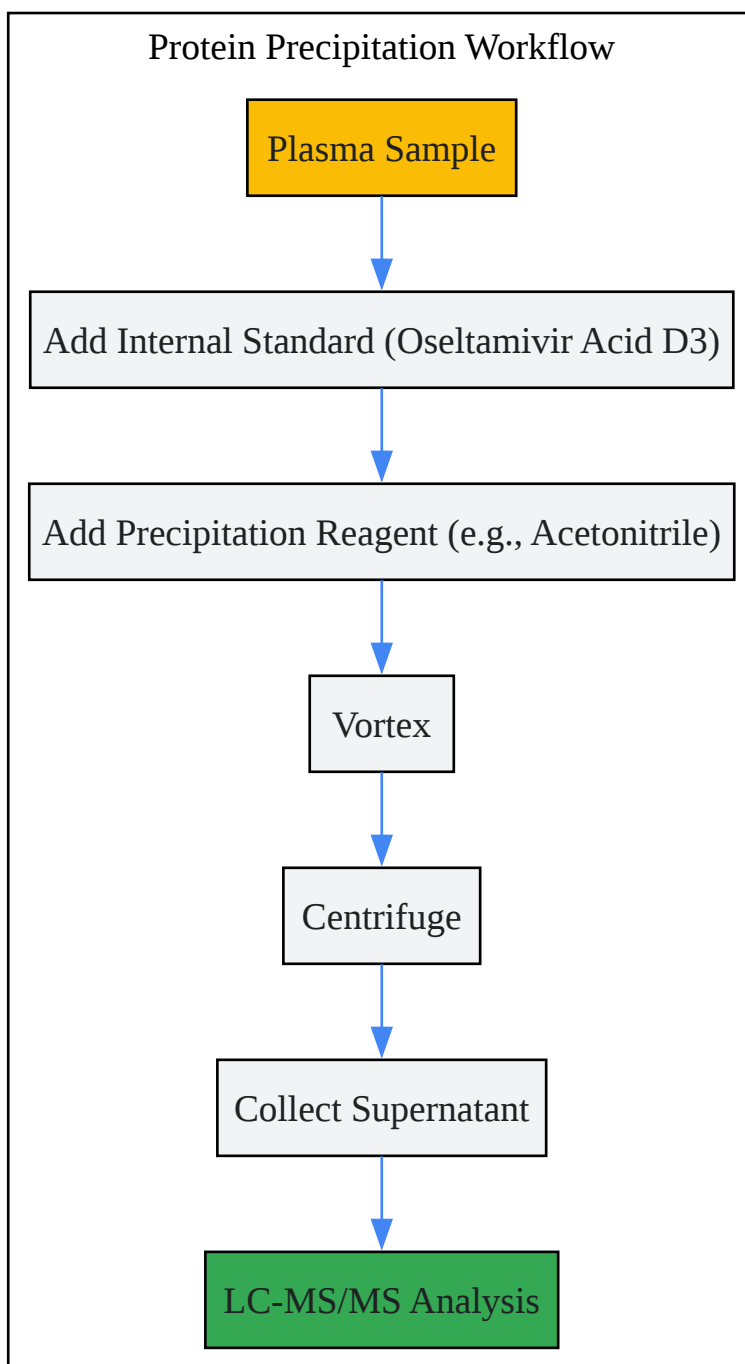 Protein Precipitation Workflow
Plasma Sample
Add Internal Standard (Oseltamivir Acid D3)
Add Precipitation Reagent (e.g., Acetonitrile)
Vortex
Centrifuge
Collect Supernatant
LC-MS/MS Analysis